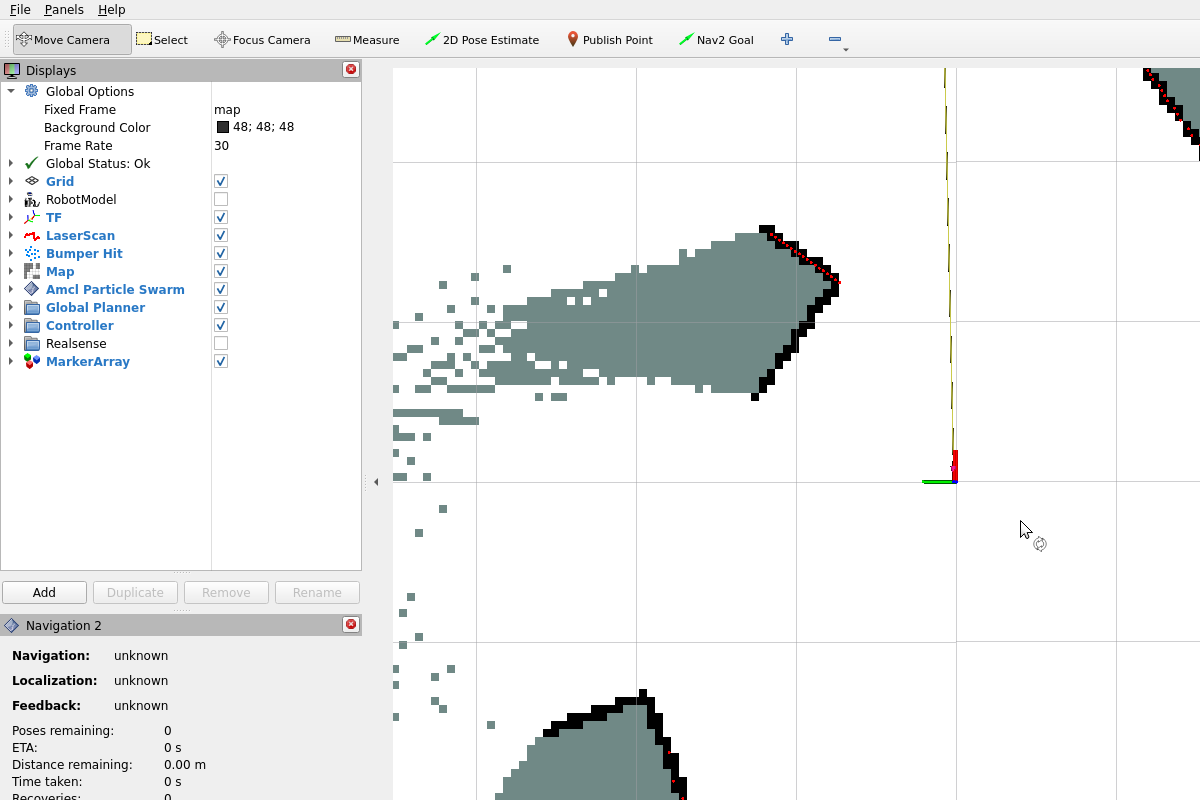 File Panels Help
Move Camera Select Focus Camera Measure 2D Pose Estimate Publish Point Nav2 Goal
Displays
Global Options
Fixed Frame map
Background Color 48; 48; 48
Frame Rate 30
Global Status: Ok
Grid
RobotModel
TF
LaserScan
Bumper Hit
Map
Amcl Particle Swarm
Global Planner
Controller
Realsense
MarkerArray
Add Duplicate Remove Rename
Navigation 2
Navigation: unknown
Localization: unknown
Feedback: unknown
Poses remaining: 0
ETA: 0 s
Distance remaining: 0.00 m
Time taken: 0 s
Recoveries: 0